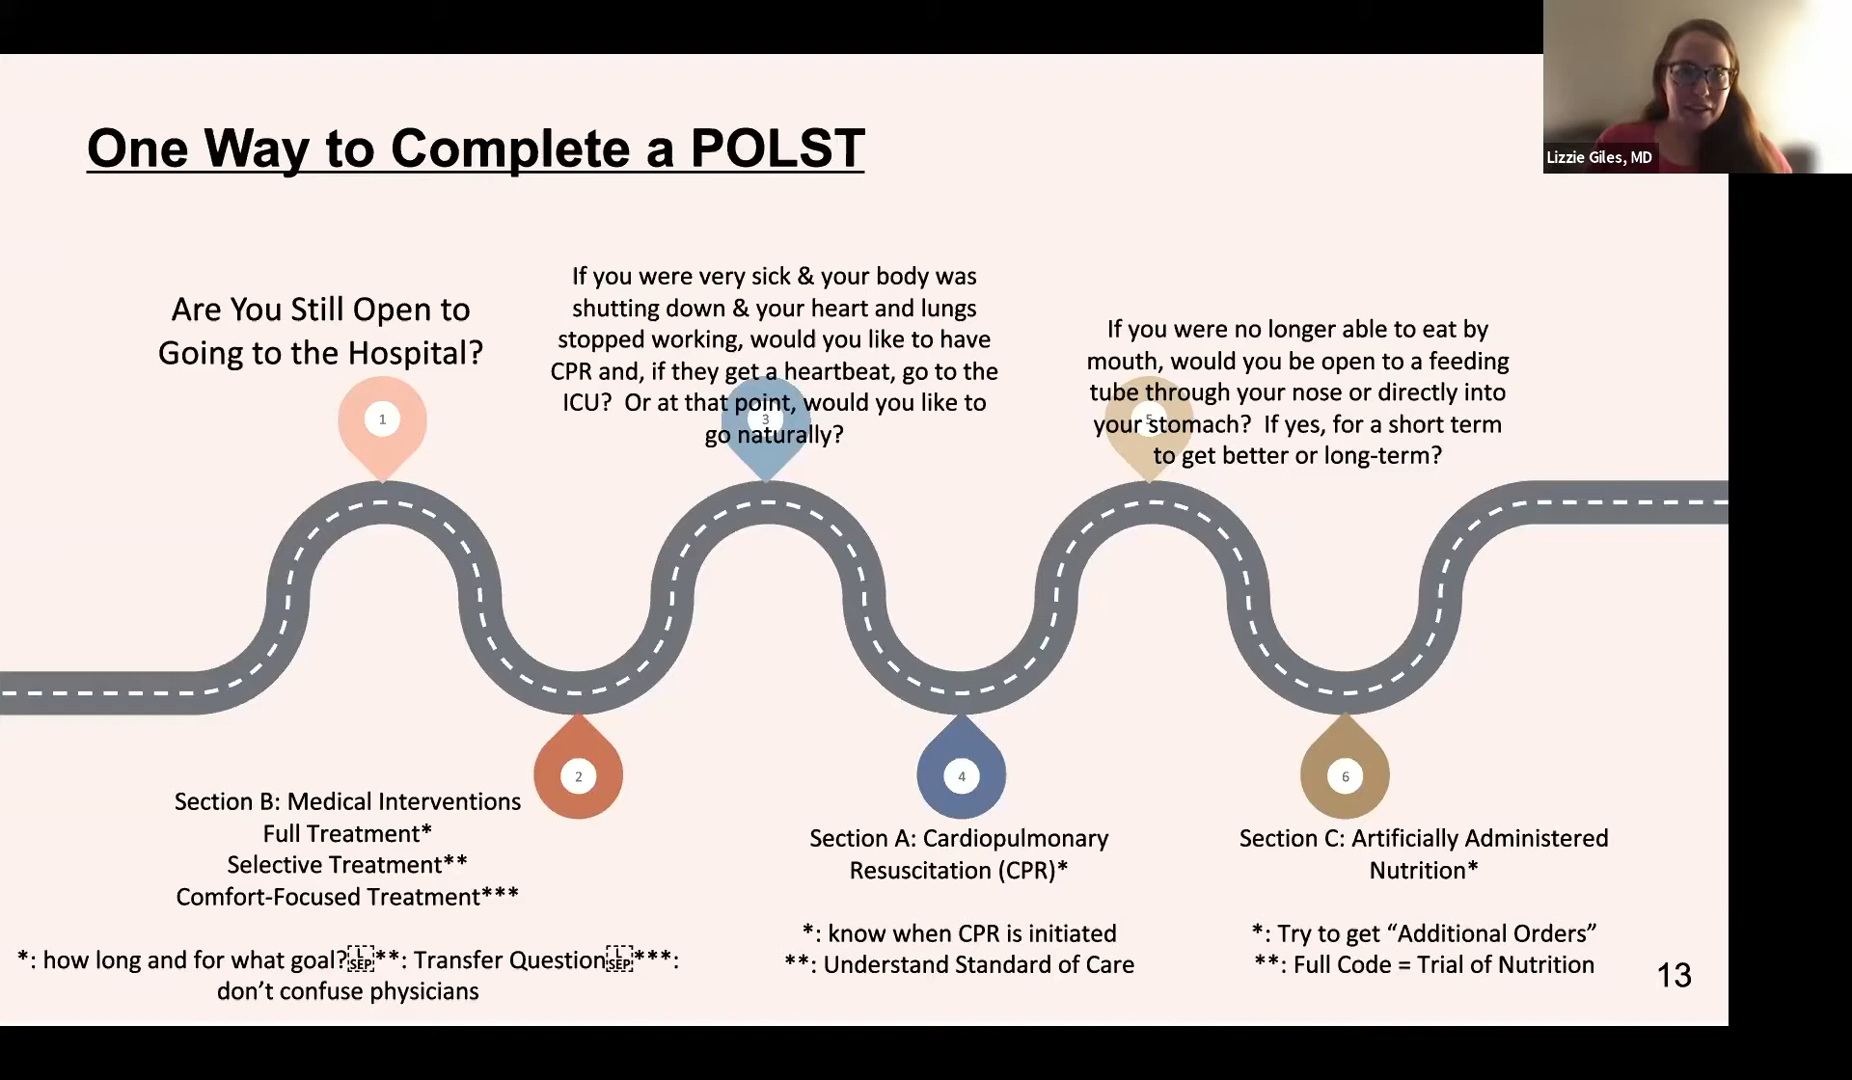 Lizzie Giles, MD
One Way to Complete a POLST
Are You Still Open to
Going to the Hospital?
1
If you were very sick & your body was
shutting down & your heart and lungs
stopped working, would you like to have
CPR and, if they get a heartbeat, go to the
ICU? Or at that point, would you like to
go naturally?
3
If you were no longer able to eat by
mouth, would you be open to a feeding
tube through your nose or directly into
your stomach? If yes, for a short term
to get better or long-term?
5
2
Section B: Medical Interventions
Full Treatment*
Selective Treatment**
Comfort-Focused Treatment***
*: how long and for what goal?L SEP**: Transfer QuestionL SEP***:
don’t confuse physicians
4
Section A: Cardiopulmonary
Resuscitation (CPR)*
*: know when CPR is initiated
**: Understand Standard of Care
6
Section C: Artificially Administered
Nutrition*
*: Try to get “Additional Orders”
**: Full Code = Trial of Nutrition
13